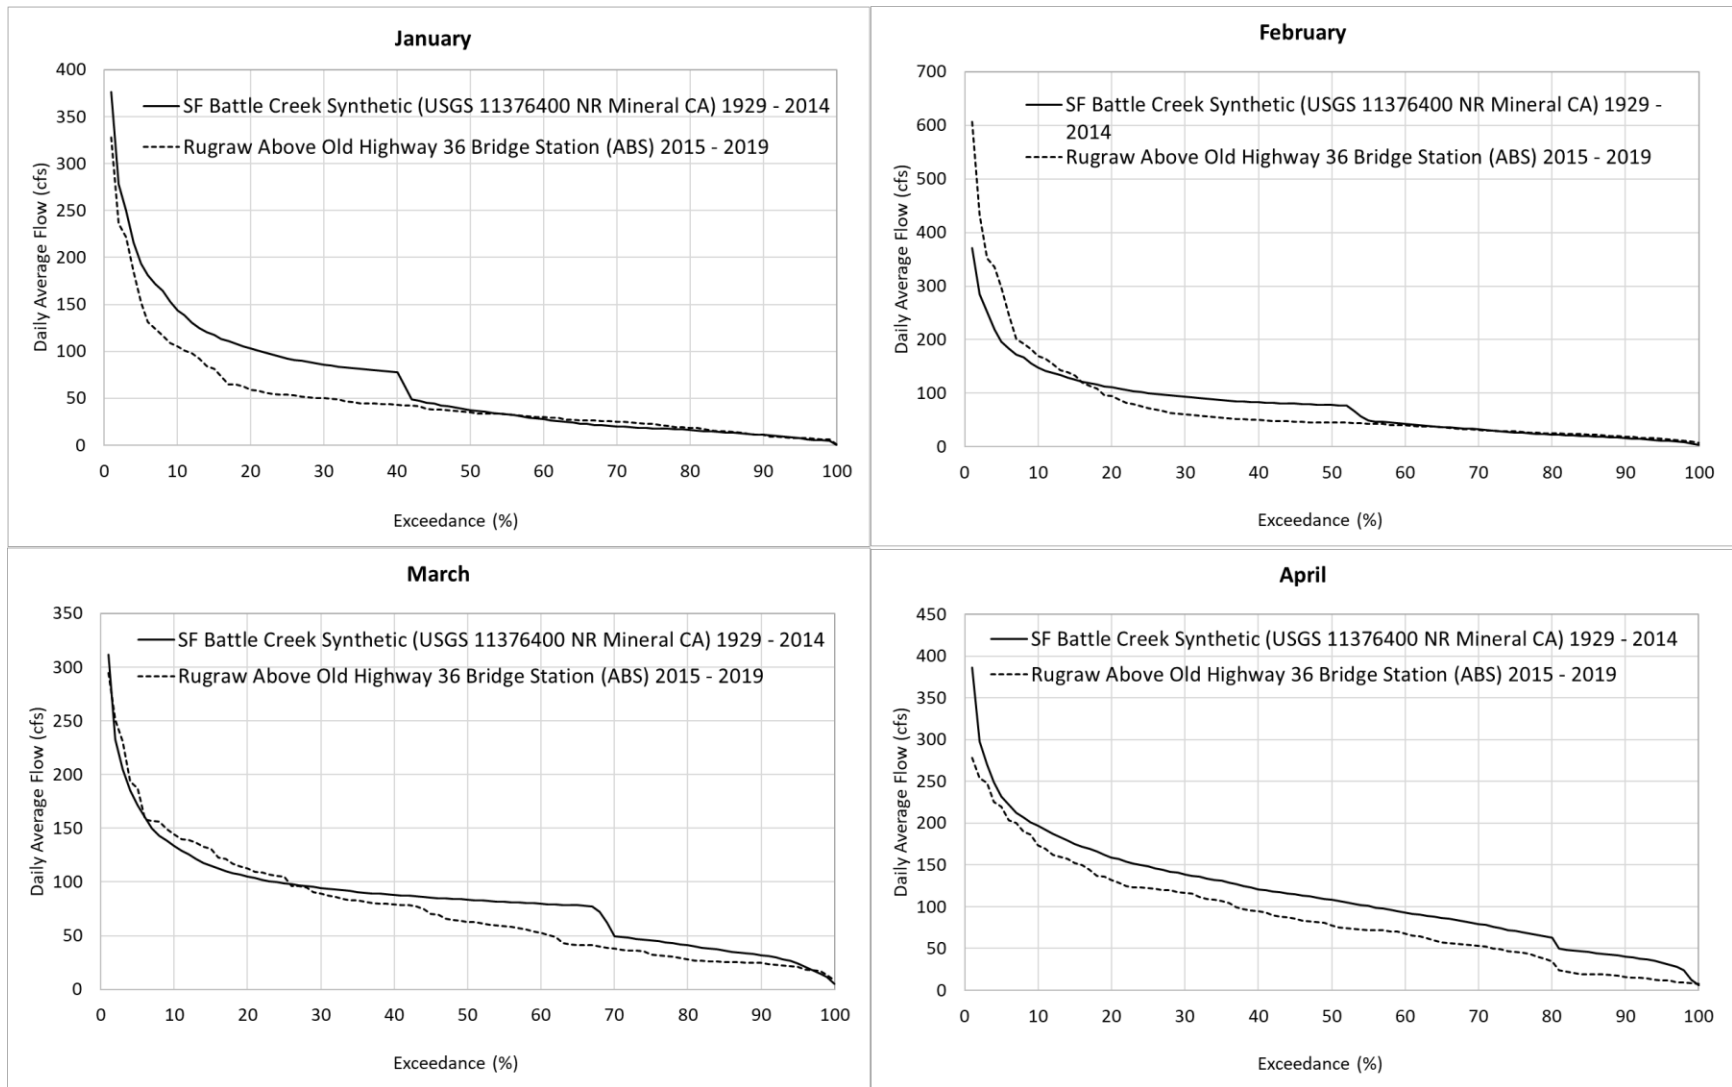 January
400
350
300
250
200
150
100
50
0
Daily Average Flow (cfs)
SF Battle Creek Synthetic (USGS 11376400 NR Mineral CA) 1929 - 2014
Rugraw Above Old Highway 36 Bridge Station (ABS) 2015 - 2019
0 10 20 30 40 50 60 70 80 90 100
Exceedance (%)
February
700
600
500
400
300
200
100
0
Daily Average Flow (cfs)
SF Battle Creek Synthetic (USGS 11376400 NR Mineral CA) 1929 -
2014
Rugraw Above Old Highway 36 Bridge Station (ABS) 2015 - 2019
0 10 20 30 40 50 60 70 80 90 100
Exceedance (%)
March
350
300
250
200
150
100
50
0
Daily Average Flow (cfs)
SF Battle Creek Synthetic (USGS 11376400 NR Mineral CA) 1929 - 2014
Rugraw Above Old Highway 36 Bridge Station (ABS) 2015 - 2019
0 10 20 30 40 50 60 70 80 90 100
Exceedance (%)
April
450
400
350
300
250
200
150
100
50
0
Daily Average Flow (cfs)
SF Battle Creek Synthetic (USGS 11376400 NR Mineral CA) 1929 - 2014
Rugraw Above Old Highway 36 Bridge Station (ABS) 2015 - 2019
0 10 20 30 40 50 60 70 80 90 100
Exceedance (%)